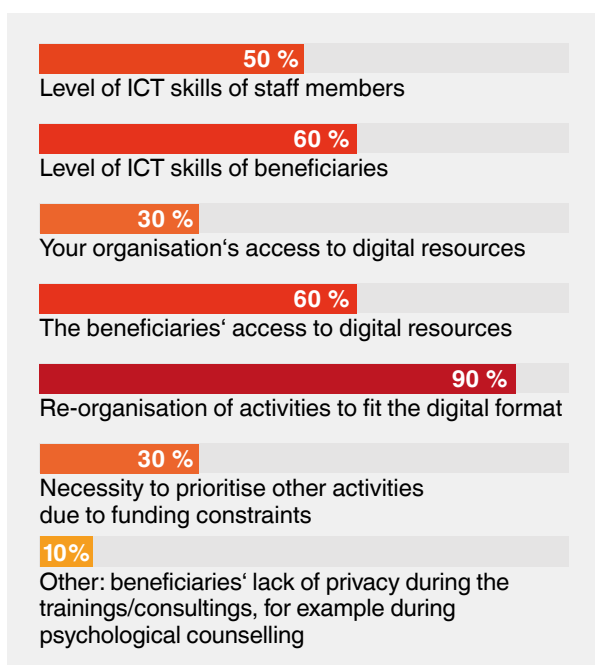 50 %
Level of ICT skills of staff members
60 %
Level of ICT skills of beneficiaries
30 %
Your organisation‘s access to digital resources
60 %
The beneficiaries‘ access to digital resources
90 %
Re-organisation of activities to fit the digital format
30 %
Necessity to prioritise other activities
due to funding constraints
10%
Other: beneficiaries‘ lack of privacy during the
trainings/consultings, for example during
psychological counselling